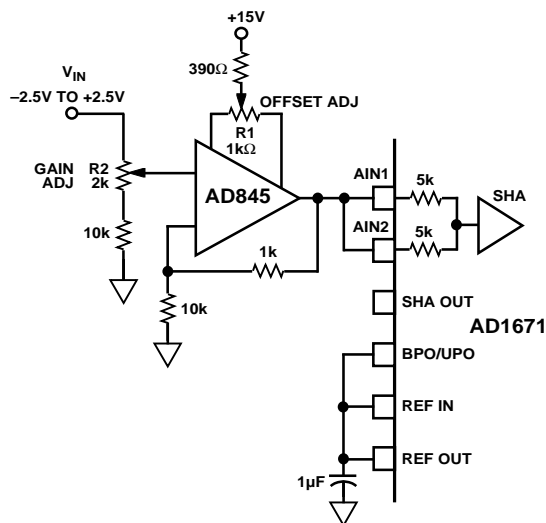 +15V
390Ω
V_IN
–2.5V TO +2.5V
OFFSET ADJ
R1
1kΩ
GAIN
ADJ
R2
2k
AD845
AIN1
5k
SHA
AIN2
5k
10k
1k
10k
SHA OUT
AD1671
BPO/UPO
REF IN
REF OUT
1µF